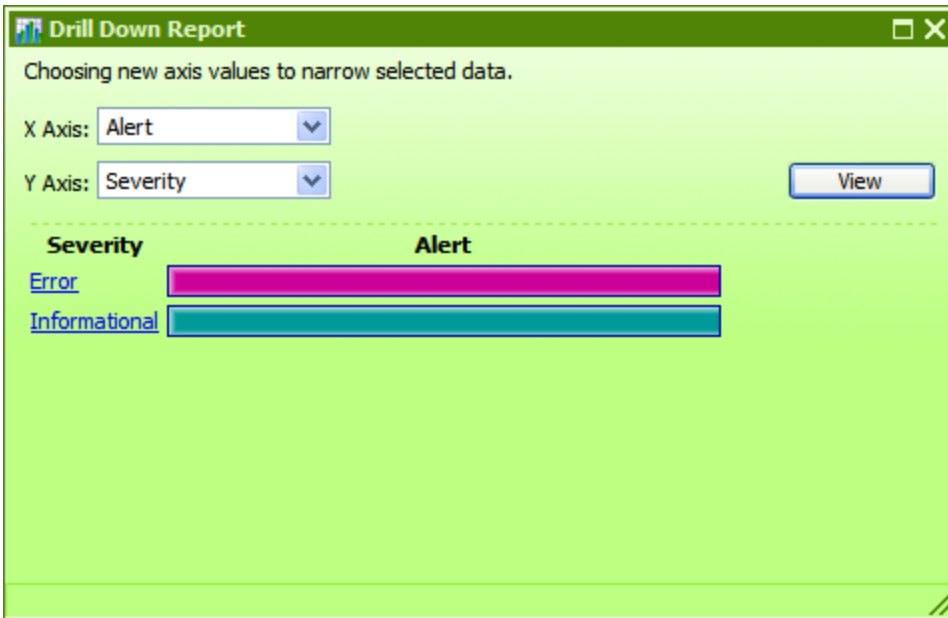 Drill Down Report
Choosing new axis values to narrow selected data.
X Axis: Alert
Y Axis: Severity View
Severity Alert
Error
Informational